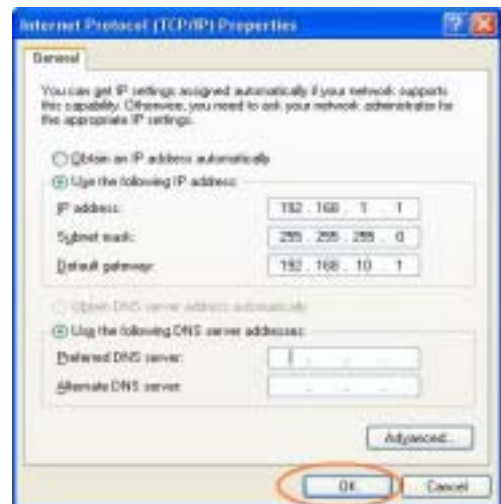 Internet Protocol (TCP/IP) Properties
General
You can get IP settings assigned automatically if your network supports
this capability. Otherwise, you need to ask your network administrator for
the appropriate IP settings.
Obtain an IP address automatically
Use the following IP address:
IP address: 192 . 168 . 1 . 1
Subnet mask: 255 . 255 . 255 . 0
Default gateway: 192 . 168 . 10 . 1
Obtain DNS server address automatically
Use the following DNS server addresses:
Preferred DNS server: . . .
Alternate DNS server: . . .
Advanced...
OK Cancel